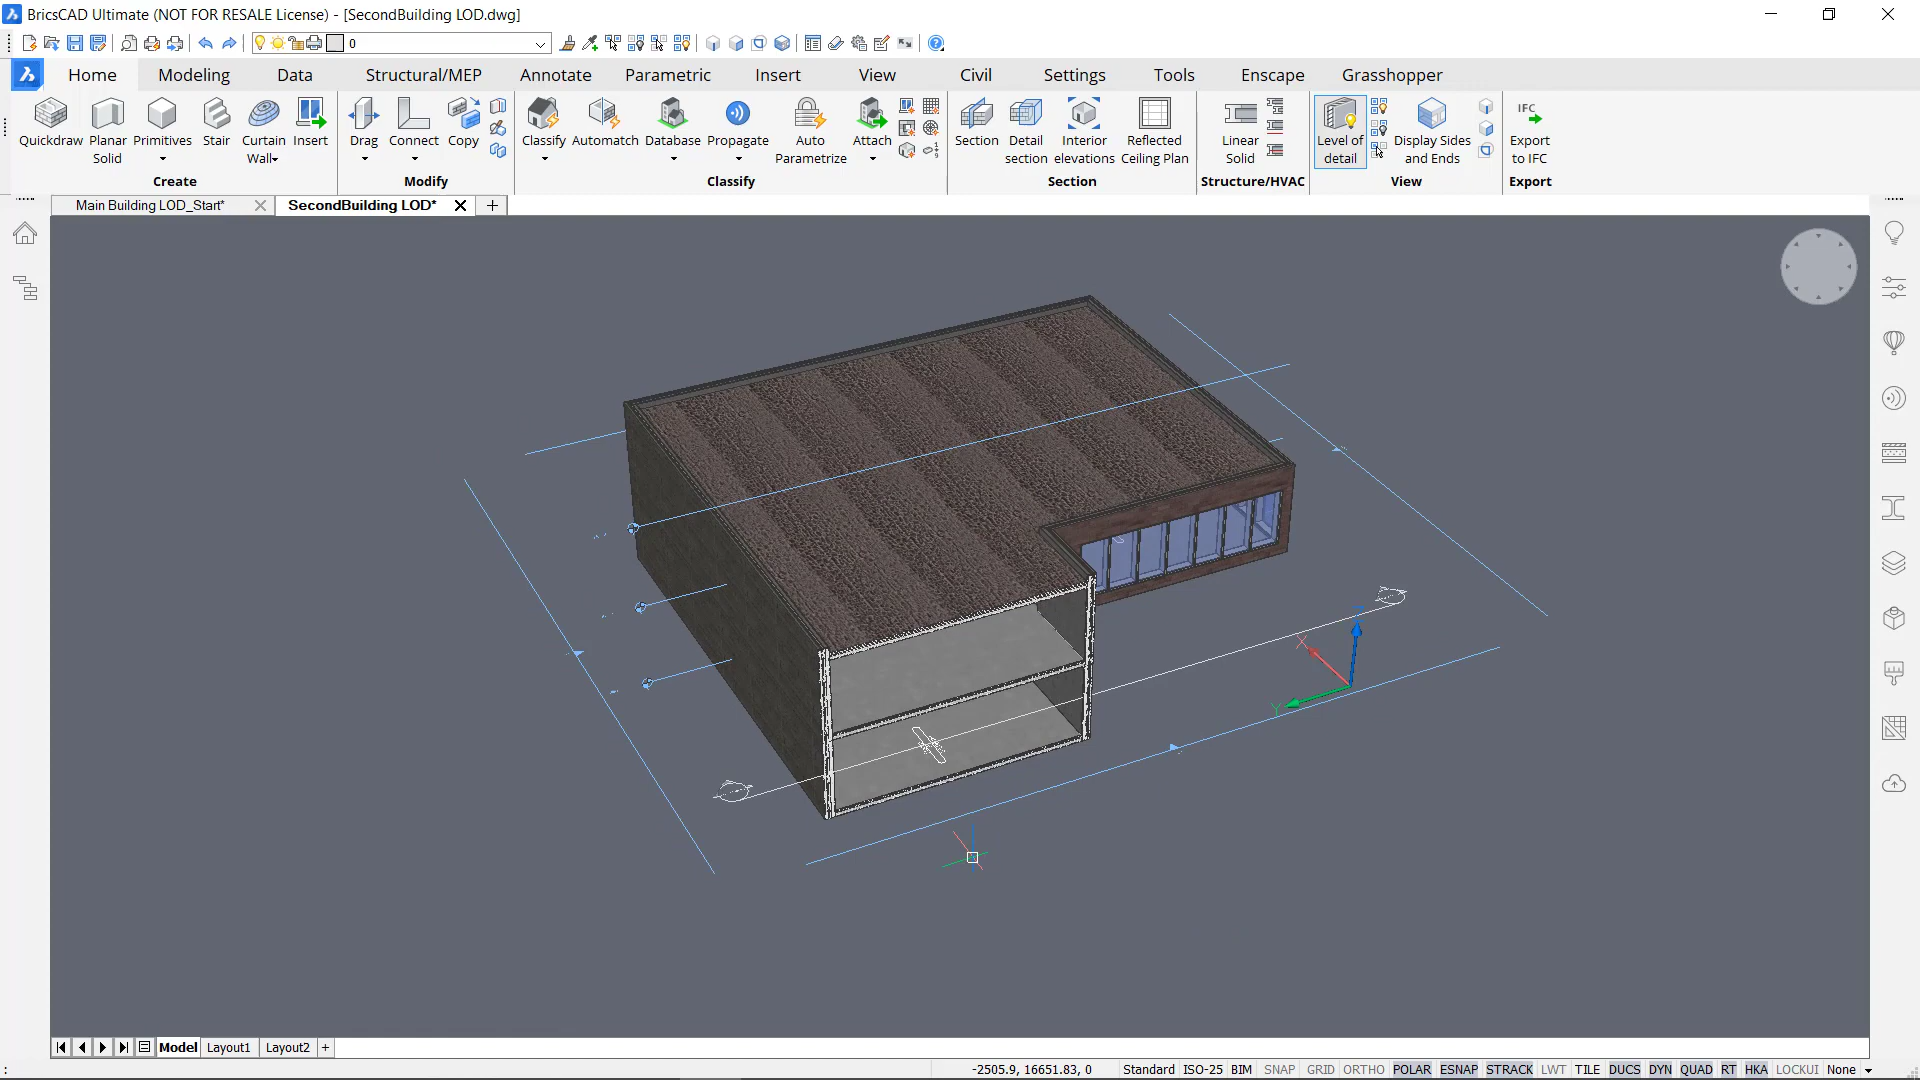 BricsCAD Ultimate (NOT FOR RESALE License) - [SecondBuilding LOD.dwg]
0
Home Modeling Data Structural/MEP Annotate Parametric Insert View Civil Settings Tools Enscape Grasshopper
Quickdraw
Planar
Solid
Primitives
Stair
Curtain
Wall
Insert
Create
Drag
Connect
Copy
Modify
Classify
Automatch
Database
Propagate
Auto
Parametrize
Attach
Classify
Section
Detail
section
Interior
elevations
Reflected
Ceiling Plan
Section
Linear
Solid
Structure/HVAC
Level of
detail
Display Sides
and Ends
View
IFC
Export
to IFC
Export
Main Building LOD_Start*
SecondBuilding LOD*
X
Y
Model Layout1 Layout2 +
: -2505.9, 16651.83, 0 Standard ISO-25 BIM SNAP GRID ORTHO POLAR ESNAP STRACK LWT TILE DUCS DYN QUAD RT HKA LOCKUI None